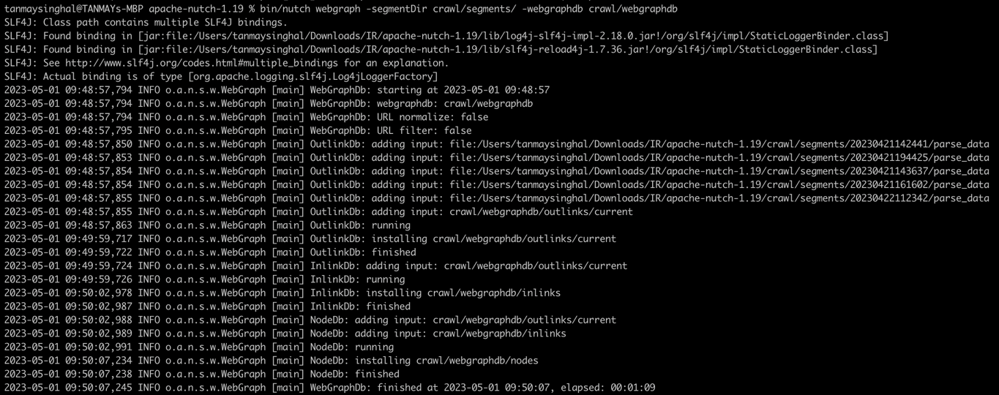 tanmaysinghal@TANMAYs-MBP apache-nutch-1.19 % bin/nutch webgraph -segmentDir crawl/segments/ -webgraphdb crawl/webgraphdb
SLF4J: Class path contains multiple SLF4J bindings.
SLF4J: Found binding in [jar:file:/Users/tanmaysinghal/Downloads/IR/apache-nutch-1.19/lib/log4j-slf4j-impl-2.18.0.jar!/org/slf4j/impl/StaticLoggerBinder.class]
SLF4J: Found binding in [jar:file:/Users/tanmaysinghal/Downloads/IR/apache-nutch-1.19/lib/slf4j-reload4j-1.7.36.jar!/org/slf4j/impl/StaticLoggerBinder.class]
SLF4J: See http://www.slf4j.org/codes.html#multiple_bindings for an explanation.
SLF4J: Actual binding is of type [org.apache.logging.slf4j.Log4jLoggerFactory]
2023-05-01 09:48:57,794 INFO o.a.n.s.w.WebGraph [main] WebGraphDb: starting at 2023-05-01 09:48:57
2023-05-01 09:48:57,794 INFO o.a.n.s.w.WebGraph [main] WebGraphDb: webgraphdb: crawl/webgraphdb
2023-05-01 09:48:57,794 INFO o.a.n.s.w.WebGraph [main] WebGraphDb: URL normalize: false
2023-05-01 09:48:57,795 INFO o.a.n.s.w.WebGraph [main] WebGraphDb: URL filter: false
2023-05-01 09:48:57,850 INFO o.a.n.s.w.WebGraph [main] OutlinkDb: adding input: file:/Users/tanmaysinghal/Downloads/IR/apache-nutch-1.19/crawl/segments/20230421142441/parse_data
2023-05-01 09:48:57,853 INFO o.a.n.s.w.WebGraph [main] OutlinkDb: adding input: file:/Users/tanmaysinghal/Downloads/IR/apache-nutch-1.19/crawl/segments/20230421194425/parse_data
2023-05-01 09:48:57,854 INFO o.a.n.s.w.WebGraph [main] OutlinkDb: adding input: file:/Users/tanmaysinghal/Downloads/IR/apache-nutch-1.19/crawl/segments/20230421143637/parse_data
2023-05-01 09:48:57,854 INFO o.a.n.s.w.WebGraph [main] OutlinkDb: adding input: file:/Users/tanmaysinghal/Downloads/IR/apache-nutch-1.19/crawl/segments/20230421161602/parse_data
2023-05-01 09:48:57,855 INFO o.a.n.s.w.WebGraph [main] OutlinkDb: adding input: file:/Users/tanmaysinghal/Downloads/IR/apache-nutch-1.19/crawl/segments/20230422112342/parse_data
2023-05-01 09:48:57,855 INFO o.a.n.s.w.WebGraph [main] OutlinkDb: adding input: crawl/webgraphdb/outlinks/current
2023-05-01 09:48:57,863 INFO o.a.n.s.w.WebGraph [main] OutlinkDb: running
2023-05-01 09:49:59,717 INFO o.a.n.s.w.WebGraph [main] OutlinkDb: installing crawl/webgraphdb/outlinks/current
2023-05-01 09:49:59,722 INFO o.a.n.s.w.WebGraph [main] OutlinkDb: finished
2023-05-01 09:49:59,724 INFO o.a.n.s.w.WebGraph [main] InlinkDb: adding input: crawl/webgraphdb/outlinks/current
2023-05-01 09:49:59,726 INFO o.a.n.s.w.WebGraph [main] InlinkDb: running
2023-05-01 09:50:02,978 INFO o.a.n.s.w.WebGraph [main] InlinkDb: installing crawl/webgraphdb/inlinks
2023-05-01 09:50:02,987 INFO o.a.n.s.w.WebGraph [main] InlinkDb: finished
2023-05-01 09:50:02,988 INFO o.a.n.s.w.WebGraph [main] NodeDb: adding input: crawl/webgraphdb/outlinks/current
2023-05-01 09:50:02,989 INFO o.a.n.s.w.WebGraph [main] NodeDb: adding input: crawl/webgraphdb/inlinks
2023-05-01 09:50:02,991 INFO o.a.n.s.w.WebGraph [main] NodeDb: running
2023-05-01 09:50:07,234 INFO o.a.n.s.w.WebGraph [main] NodeDb: installing crawl/webgraphdb/nodes
2023-05-01 09:50:07,238 INFO o.a.n.s.w.WebGraph [main] NodeDb: finished
2023-05-01 09:50:07,245 INFO o.a.n.s.w.WebGraph [main] WebGraphDb: finished at 2023-05-01 09:50:07, elapsed: 00:01:09